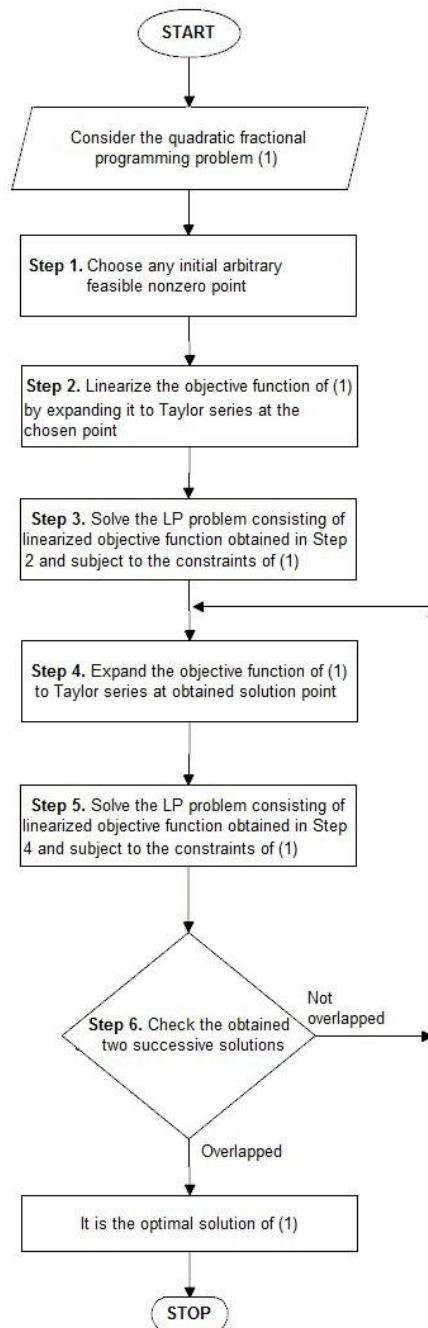 START
Consider the quadratic fractional
programming problem (1)
Step 1. Choose any initial arbitrary
feasible nonzero point
Step 2. Linearize the objective function of (1)
by expanding it to Taylor series at the
chosen point
Step 3. Solve the LP problem consisting of
linearized objective function obtained in Step
2 and subject to the constraints of (1)
Step 4. Expand the objective function of (1)
to Taylor series at obtained solution point
Step 5. Solve the LP problem consisting of
linearized objective function obtained in Step
4 and subject to the constraints of (1)
Not
overlapped
Step 6. Check the obtained
two successive solutions
Overlapped
It is the optimal solution of (1)
STOP